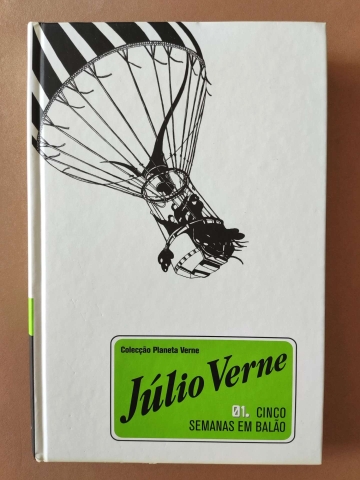 Colecção Planeta Verne
Júlio Verne
01. CINCO
SEMANAS EM BALÃO